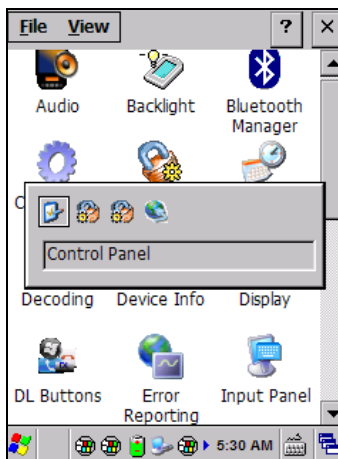 File View ? ×
Audio
Backlight
Bluetooth
Manager
Control Panel
Decoding
Device Info
Display
DL Buttons
Error
Reporting
Input Panel
5:30 AM